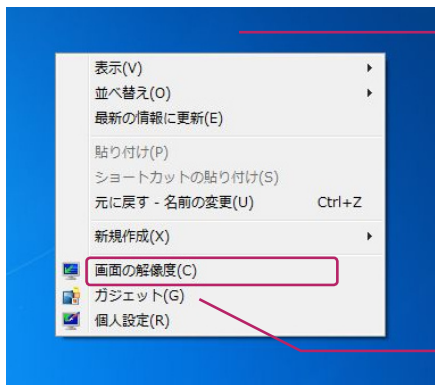 表示(V)
並べ替え(O)
最新の情報に更新(E)
貼り付け(P)
ショートカットの貼り付け(S)
元に戻す - 名前の変更(U) Ctrl+Z
新規作成(X)
画面の解像度(C)
ガジェット(G)
個人設定(R)